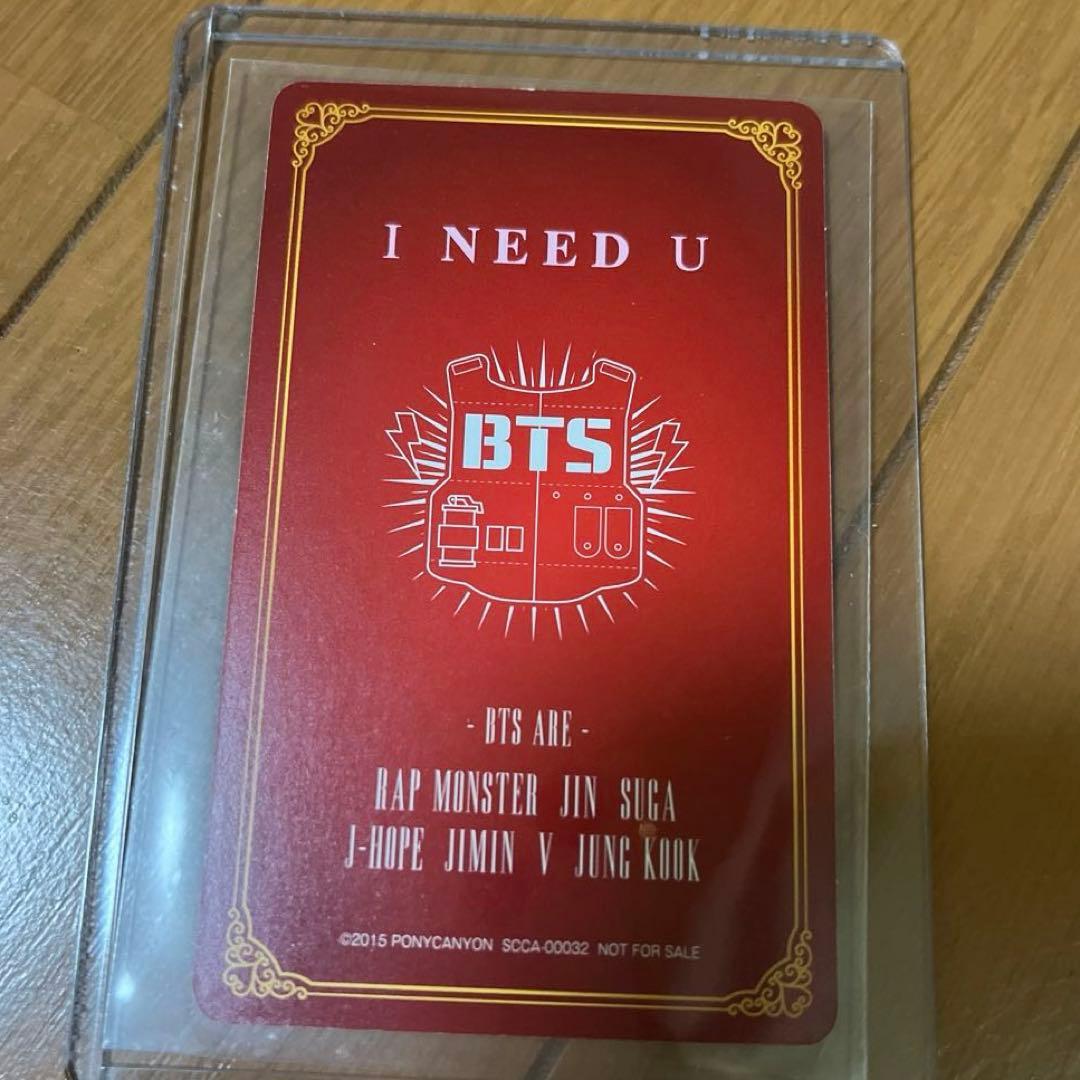 I NEED U
BTS
- BTS ARE -
RAP MONSTER JIN SUGA
J-HOPE JIMIN V JUNG KOOK
©2015 PONYCANYON SCCA-00032 NOT FOR SALE